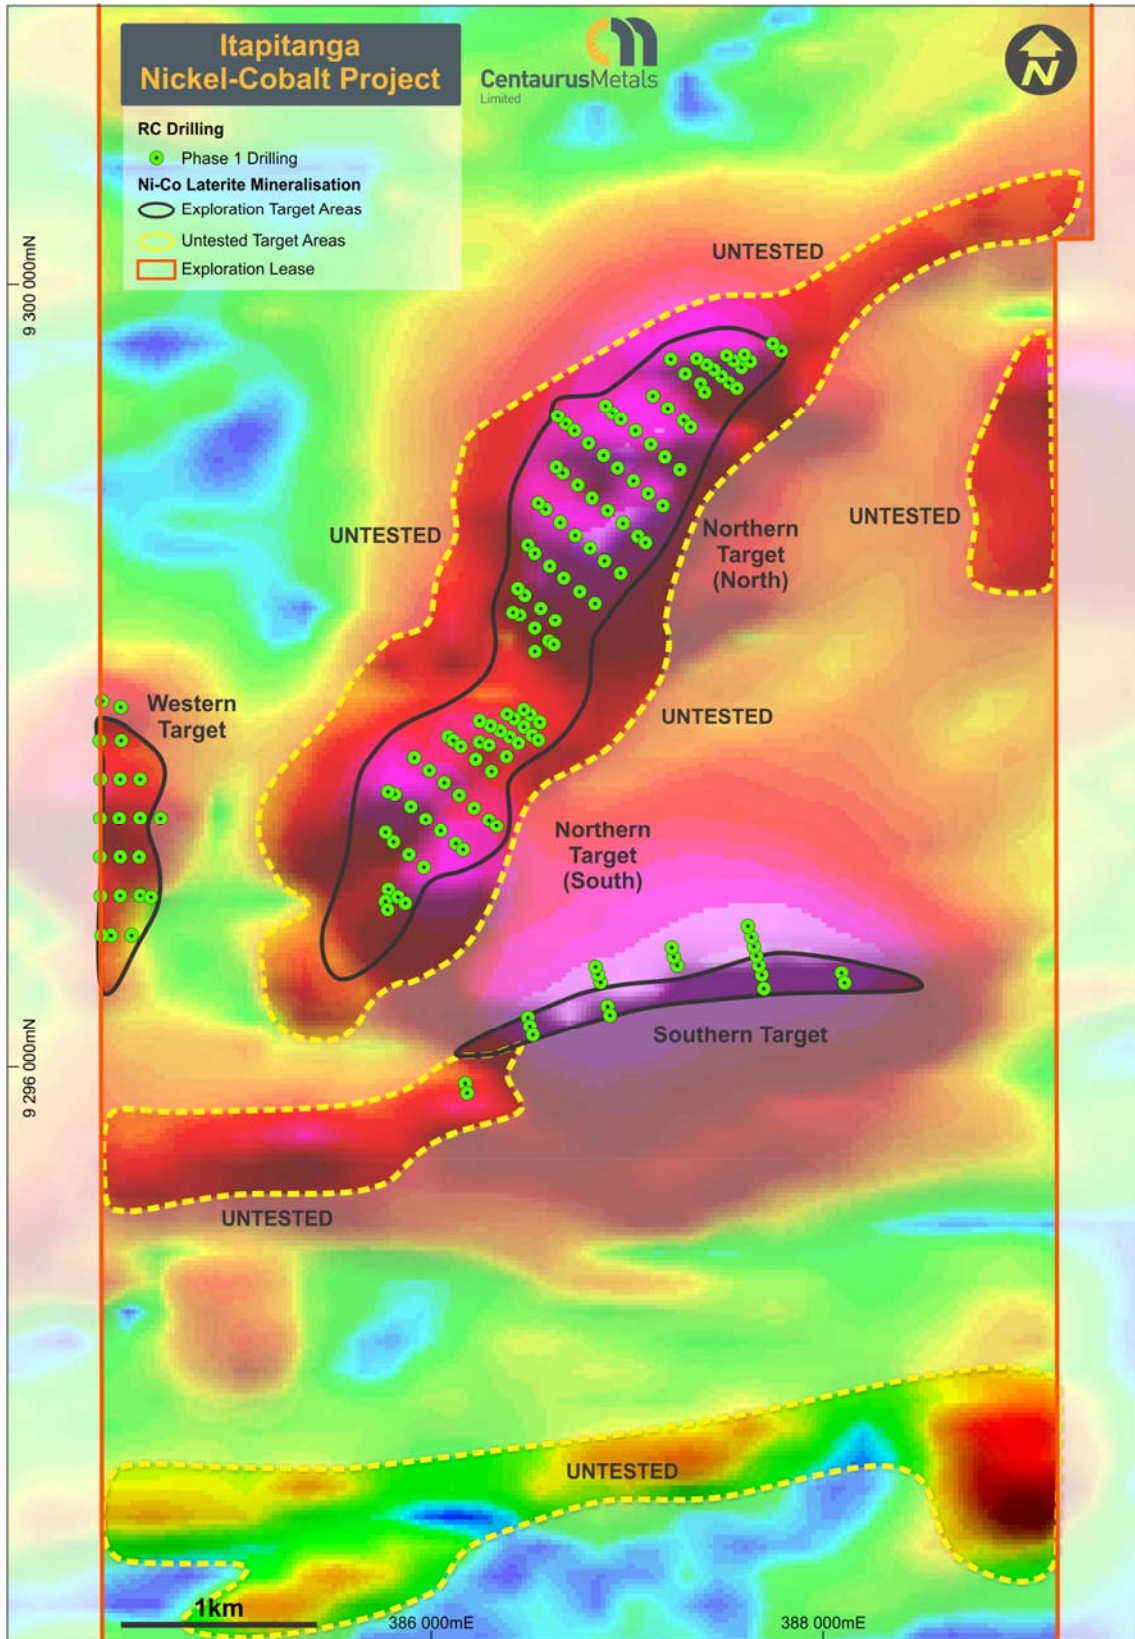 Itapitanga
Nickel-Cobalt Project
CentaurusMetals
Limited
N
RC Drilling
Phase 1 Drilling
Ni-Co Laterite Mineralisation
Exploration Target Areas
Untested Target Areas
Exploration Lease
9 300 000mN
UNTESTED
UNTESTED
UNTESTED
Northern
Target
(North)
Western
Target
UNTESTED
Northern
Target
(South)
Southern Target
9 296 000mN
UNTESTED
UNTESTED
1km
386 000mE
388 000mE